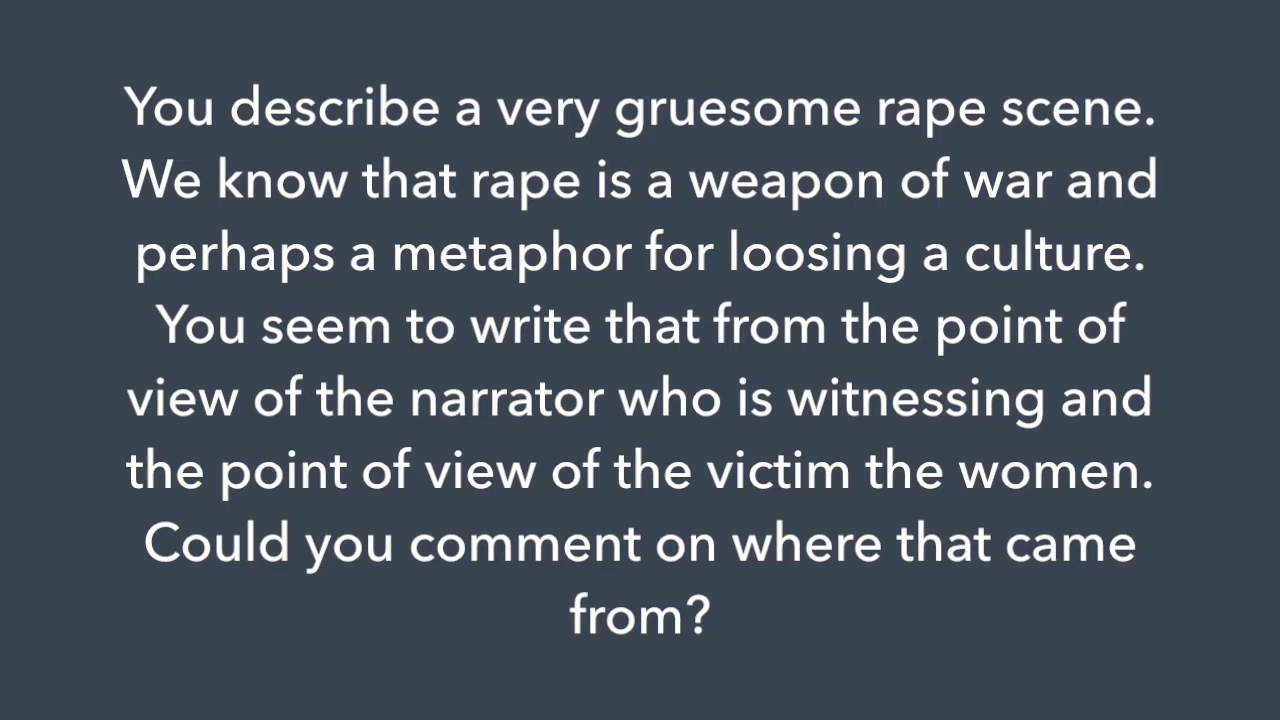 You describe a very gruesome rape scene.
We know that rape is a weapon of war and
perhaps a metaphor for loosing a culture.
You seem to write that from the point of
view of the narrator who is witnessing and
the point of view of the victim the women.
Could you comment on where that came
from?